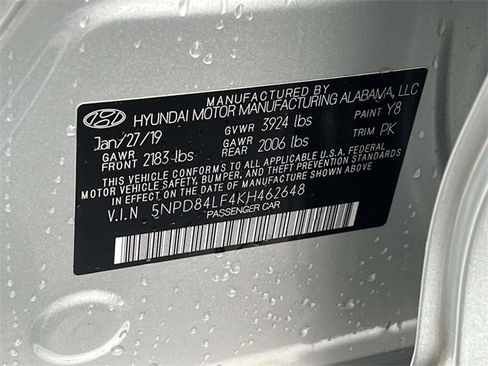 MANUFACTURED BY
HYUNDAI MOTOR MANUFACTURING ALABAMA, LLC
Jan/27/19 GVWR 3924 lbs PAINT Y8
GAWR FRONT 2183 lbs GAWR REAR 2006 lbs TRIM PK
THIS VEHICLE CONFORMS TO ALL APPLICABLE U.S. FEDERAL
MOTOR VEHICLE SAFETY, BUMPER, AND THEFT PREVENTION STANDARDS
IN EFFECT ON THE DATE OF MANUFACTURE SHOWN ABOVE.
V.I.N 5NPD84LF4KH462648
PASSENGER CAR